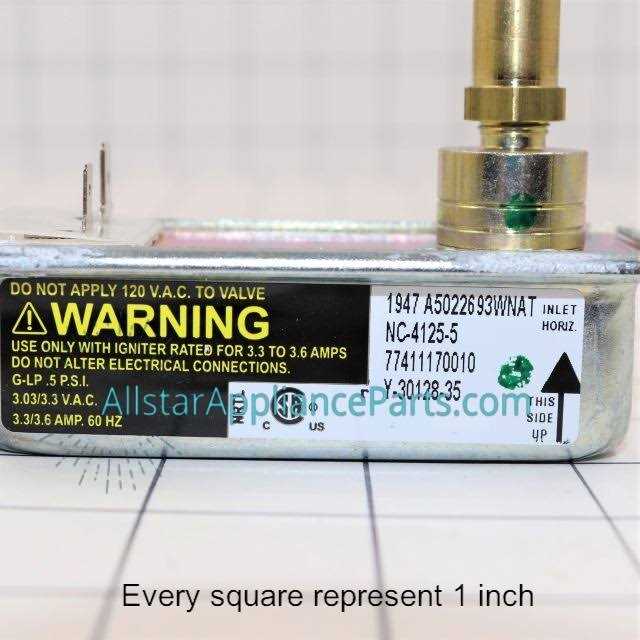 DO NOT APPLY 120 V.A.C. TO VALVE
⚠WARNING
USE ONLY WITH IGNITER RATED FOR 3.3 TO 3.6 AMPS
DO NOT ALTER ELECTRICAL CONNECTIONS.
G-LP .5 P.S.I.
3.03/3.3 V.A.C.
3.3/3.6 AMP. 60 HZ
NRTL
C US
1947 A5022693WNAT
NC-4125-5
77411170010
Y-30128-35
INLET
HORIZ.
THIS
SIDE
UP
AllstarAppliancеParts.com
Every square represent 1 inch